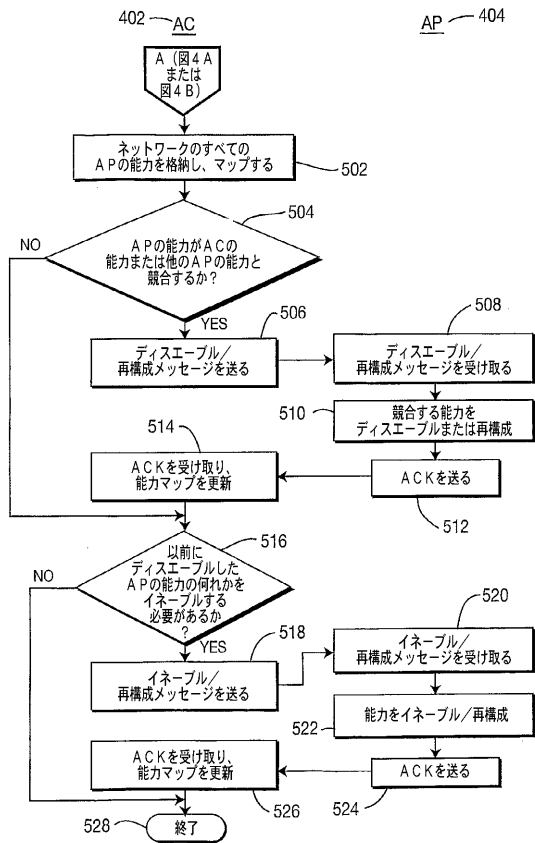 402 AC
AP 404
A(図4A
または
図4B)
ネットワークのすべての
APの能力を格納し、マップする
502
504
NO
APの能力がACの
能力または他のAPの能力と
競合するか?
YES
506
508
ディスエーブル/
再構成メッセージを送る
ディスエーブル/
再構成メッセージを受け取る
510
競合する能力を
ディスエーブルまたは再構成
514
ACKを受け取り、
能力マップを更新
ACKを送る
512
516
NO
以前に
ディスエーブルした
APの能力の何れかを
イネーブルする
必要があるか
?
YES
518
520
イネーブル/
再構成メッセージを送る
イネーブル/
再構成メッセージを受け取る
522
能力をイネーブル/再構成
ACKを受け取り、
能力マップを更新
ACKを送る
526
524
528
終了